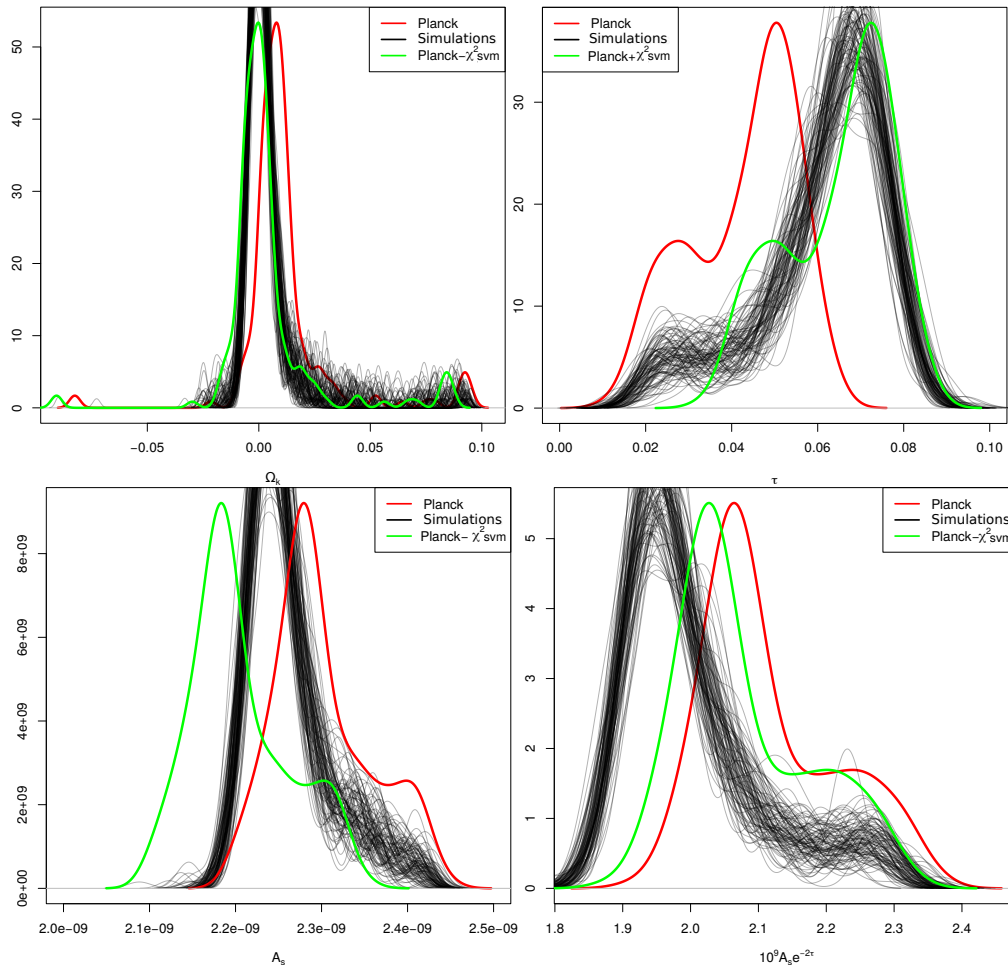 Planck
Simulations
Planck−χ²svm
0
10
20
30
40
50
−0.05
0.00
0.05
0.10
Ωk
Planck
Simulations
Planck+χ²svm
0
10
20
30
0.00
0.02
0.04
0.06
0.08
0.10
τ
Planck
Simulations
Planck− χ²svm
0e+00
2e+09
4e+09
6e+09
8e+09
2.0e−09
2.1e−09
2.2e−09
2.3e−09
2.4e−09
2.5e−09
As
Planck
Simulations
Planck−χ²svm
0
1
2
3
4
5
1.8
1.9
2.0
2.1
2.2
2.3
2.4
10⁹Ase⁻²τ